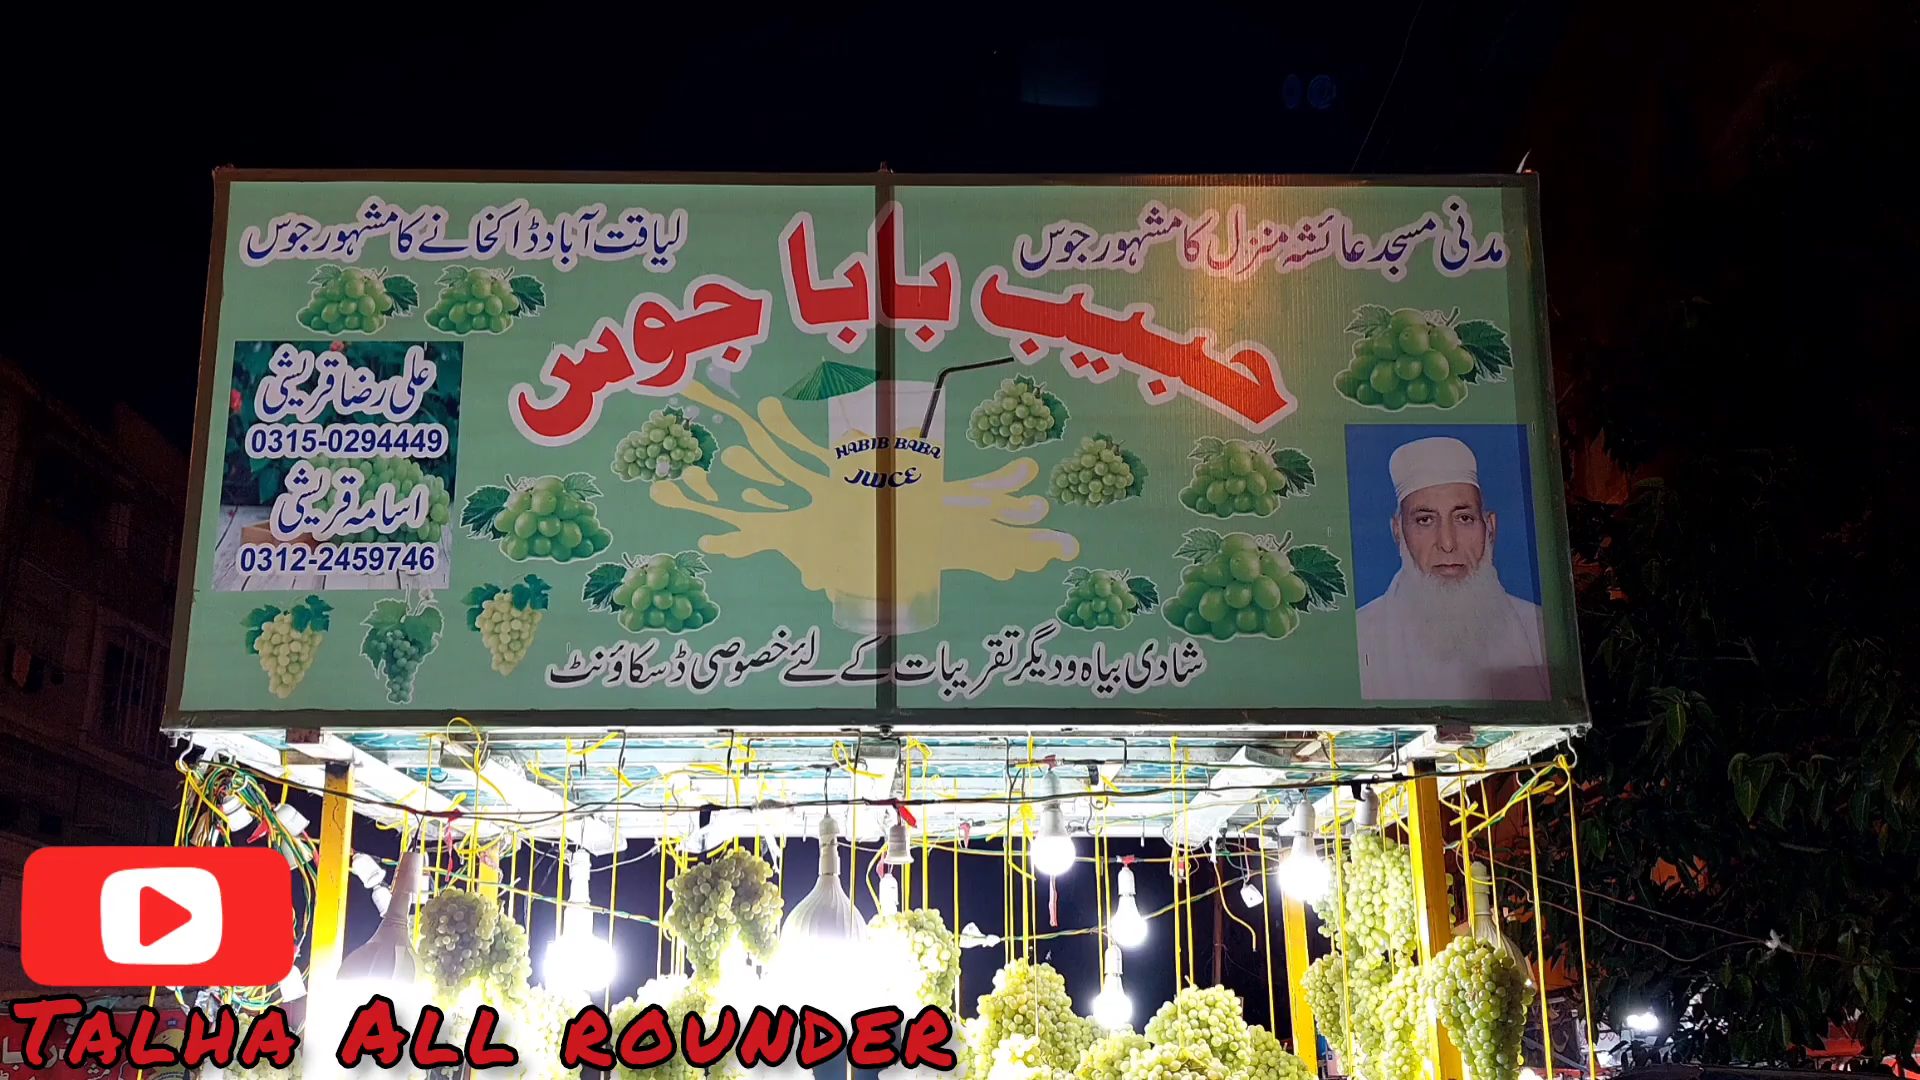 مدنی مسجد عائشہ منزل کا مشہور جوس
لیاقت آباد ڈاکخانے کا مشہور جوس
حبیب بابا جوس
علی رضا قریشی
0315-0294449
اسامہ قریشی
0312-2459746
HABIB BABA
JUICE
شادی بیاہ و دیگر تقریبات کے لئے خصوصی ڈسکاؤنٹ
TALHA ALL ROUNDER